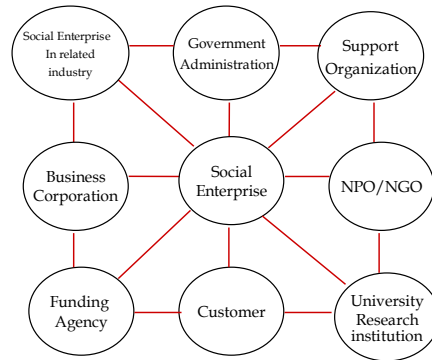 Social Enterprise
In related
industry
Government
Administration
Support
Organization
Business
Corporation
Social
Enterprise
NPO/NGO
Funding
Agency
Customer
University
Research
institution